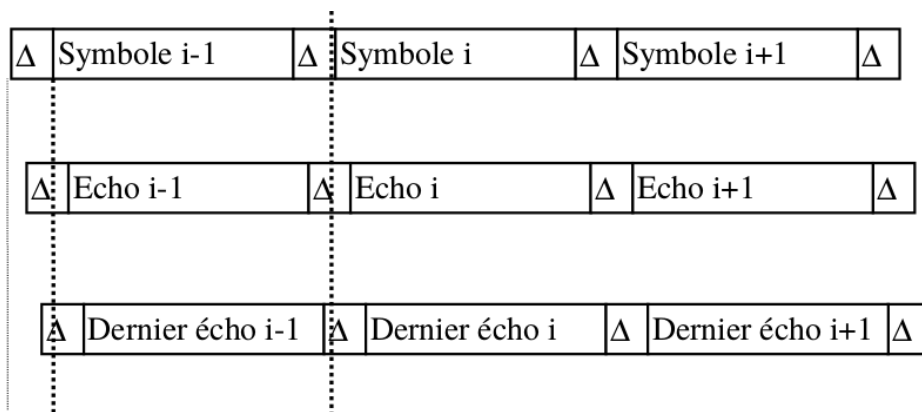 Δ Symbole i-1 Δ Symbole i Δ Symbole i+1 Δ
Δ Echo i-1 Δ Echo i Δ Echo i+1 Δ
Δ Dernier écho i-1 Δ Dernier écho i Δ Dernier écho i+1 Δ